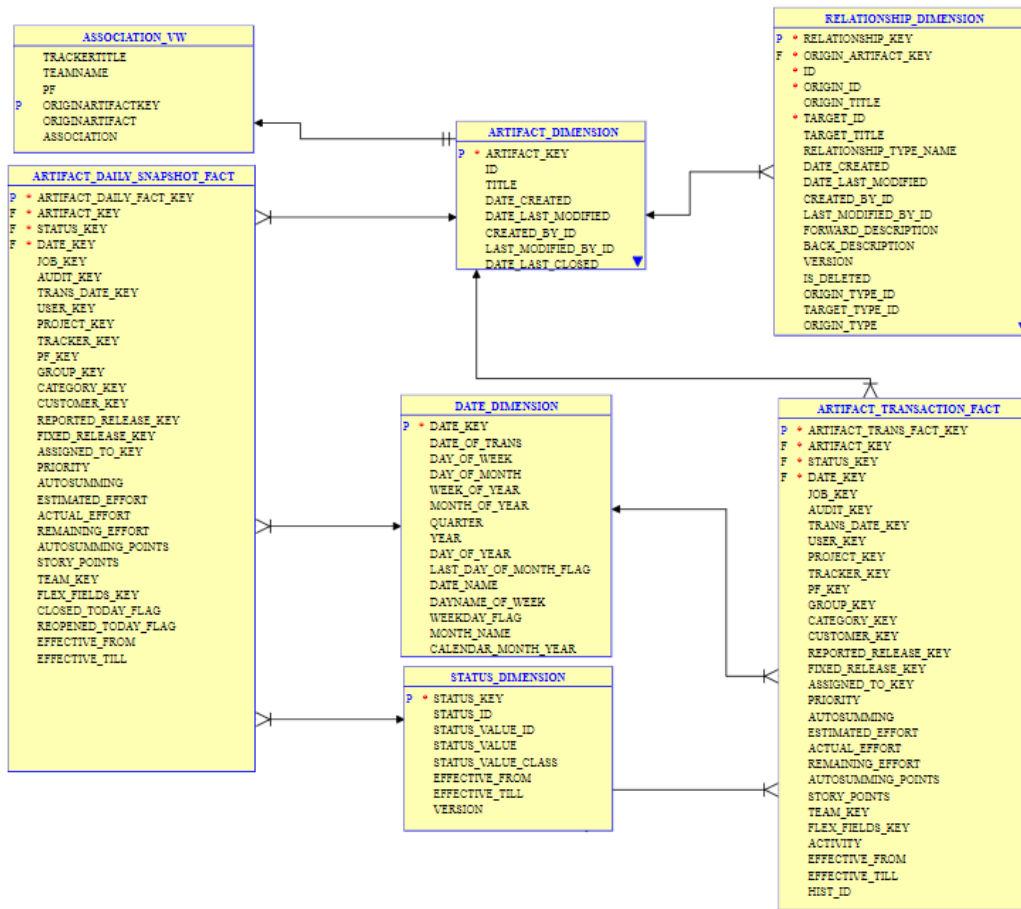 ASSOCIATION_VW
TRACKERTITLE
TEAMNAME
PF
P ORIGINARTIFACTKEY
ORIGINARTIFACT
ASSOCIATION
ARTIFACT_DAILY_SNAPSHOT_FACT
P * ARTIFACT_DAILY_FACT_KEY
F * ARTIFACT_KEY
F * STATUS_KEY
F * DATE_KEY
JOB_KEY
AUDIT_KEY
TRANS_DATE_KEY
USER_KEY
PROJECT_KEY
TRACKER_KEY
PF_KEY
GROUP_KEY
CATEGORY_KEY
CUSTOMER_KEY
REPORTED_RELEASE_KEY
FIXED_RELEASE_KEY
ASSIGNED_TO_KEY
PRIORITY
AUTOSUMMING
ESTIMATED_EFFORT
ACTUAL_EFFORT
REMAINING_EFFORT
AUTOSUMMING_POINTS
STORY_POINTS
TEAM_KEY
FLEX_FIELDS_KEY
CLOSED_TODAY_FLAG
REOPENED_TODAY_FLAG
EFFECTIVE_FROM
EFFECTIVE_TILL
ARTIFACT_DIMENSION
P * ARTIFACT_KEY
ID
TITLE
DATE_CREATED
DATE_LAST_MODIFIED
CREATED_BY_ID
LAST_MODIFIED_BY_ID
DATE_LAST_CLOSED
DATE_DIMENSION
P * DATE_KEY
DATE_OF_TRANS
DAY_OF_WEEK
DAY_OF_MONTH
WEEK_OF_YEAR
MONTH_OF_YEAR
QUARTER
YEAR
DAY_OF_YEAR
LAST_DAY_OF_MONTH_FLAG
DATE_NAME
DAYNAME_OF_WEEK
WEEKDAY_FLAG
MONTH_NAME
CALENDAR_MONTH_YEAR
STATUS_DIMENSION
P * STATUS_KEY
STATUS_ID
STATUS_VALUE_ID
STATUS_VALUE
STATUS_VALUE_CLASS
EFFECTIVE_FROM
EFFECTIVE_TILL
VERSION
RELATIONSHIP_DIMENSION
P * RELATIONSHIP_KEY
F * ORIGIN_ARTIFACT_KEY
* ID
* ORIGIN_ID
ORIGIN_TITLE
* TARGET_ID
TARGET_TITLE
RELATIONSHIP_TYPE_NAME
DATE_CREATED
DATE_LAST_MODIFIED
CREATED_BY_ID
LAST_MODIFIED_BY_ID
FORWARD_DESCRIPTION
BACK_DESCRIPTION
VERSION
IS_DELETED
ORIGIN_TYPE_ID
TARGET_TYPE_ID
ORIGIN_TYPE
ARTIFACT_TRANSACTION_FACT
P * ARTIFACT_TRANS_FACT_KEY
F * ARTIFACT_KEY
F * STATUS_KEY
F * DATE_KEY
JOB_KEY
AUDIT_KEY
TRANS_DATE_KEY
USER_KEY
PROJECT_KEY
TRACKER_KEY
PF_KEY
GROUP_KEY
CATEGORY_KEY
CUSTOMER_KEY
REPORTED_RELEASE_KEY
FIXED_RELEASE_KEY
ASSIGNED_TO_KEY
PRIORITY
AUTOSUMMING
ESTIMATED_EFFORT
ACTUAL_EFFORT
REMAINING_EFFORT
AUTOSUMMING_POINTS
STORY_POINTS
TEAM_KEY
FLEX_FIELDS_KEY
ACTIVITY
EFFECTIVE_FROM
EFFECTIVE_TILL
HIST_ID